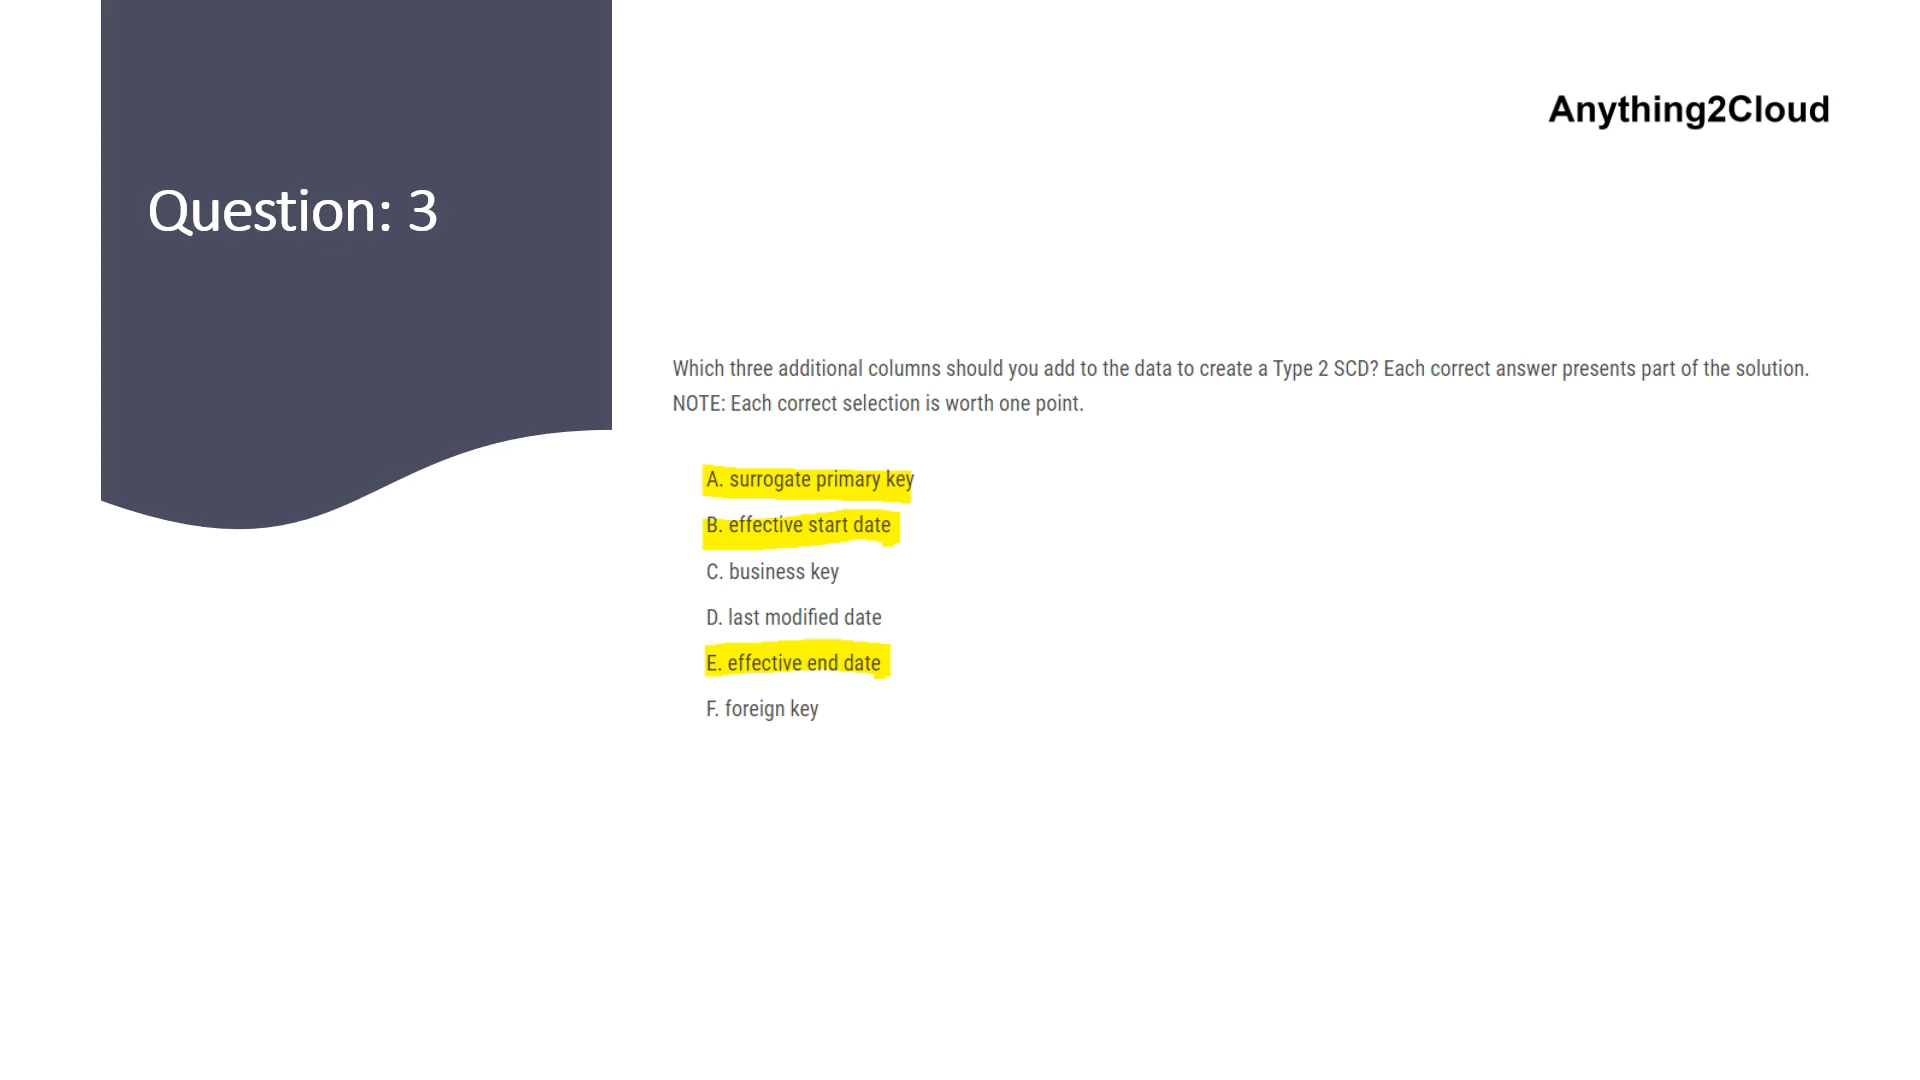 Anything2Cloud
Question: 3
Which three additional columns should you add to the data to create a Type 2 SCD? Each correct answer presents part of the solution.
NOTE: Each correct selection is worth one point.
A. surrogate primary key
B. effective start date
C. business key
D. last modified date
E. effective end date
F. foreign key